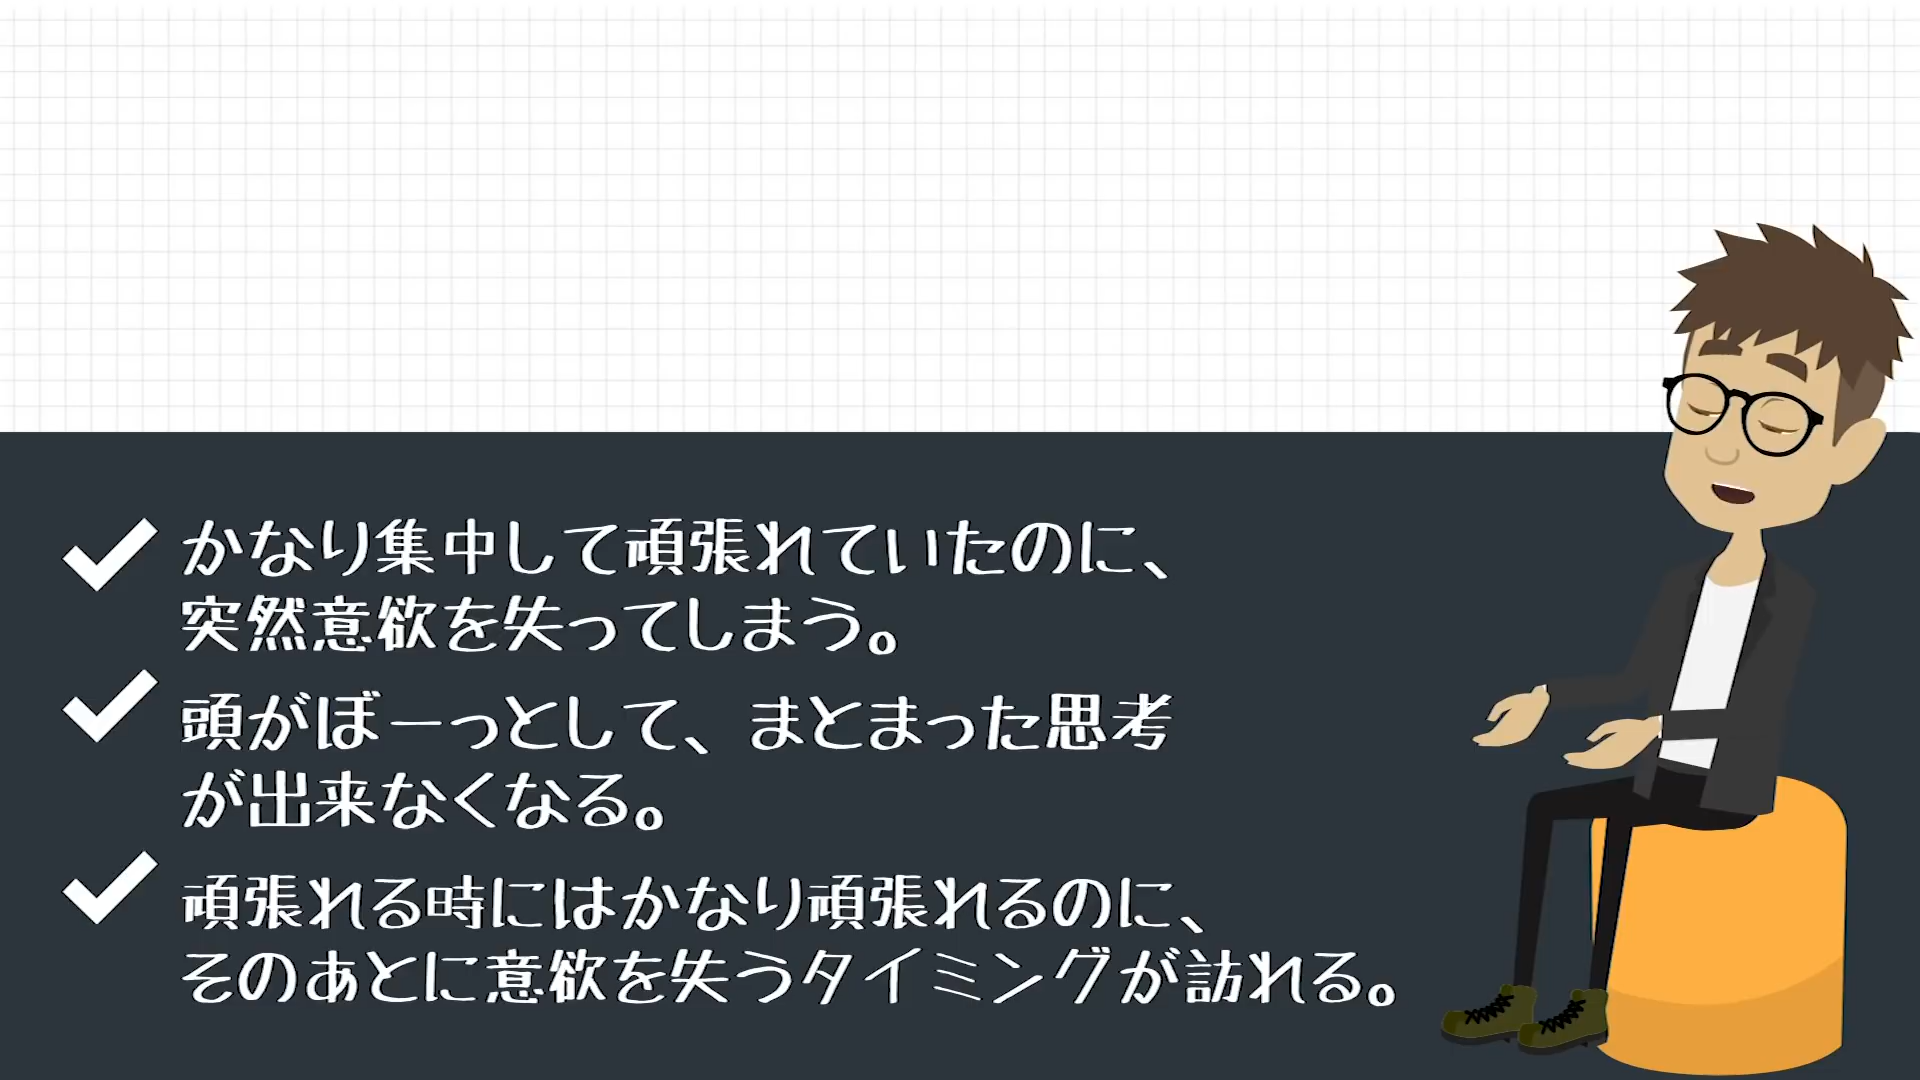 かなり集中して頑張れていたのに、
突然意欲を失ってしまう。
頭がぼーっとして、まとまった思考
が出来なくなる。
頑張れる時にはかなり頑張れるのに、
そのあとに意欲を失うタイミングが訪れる。